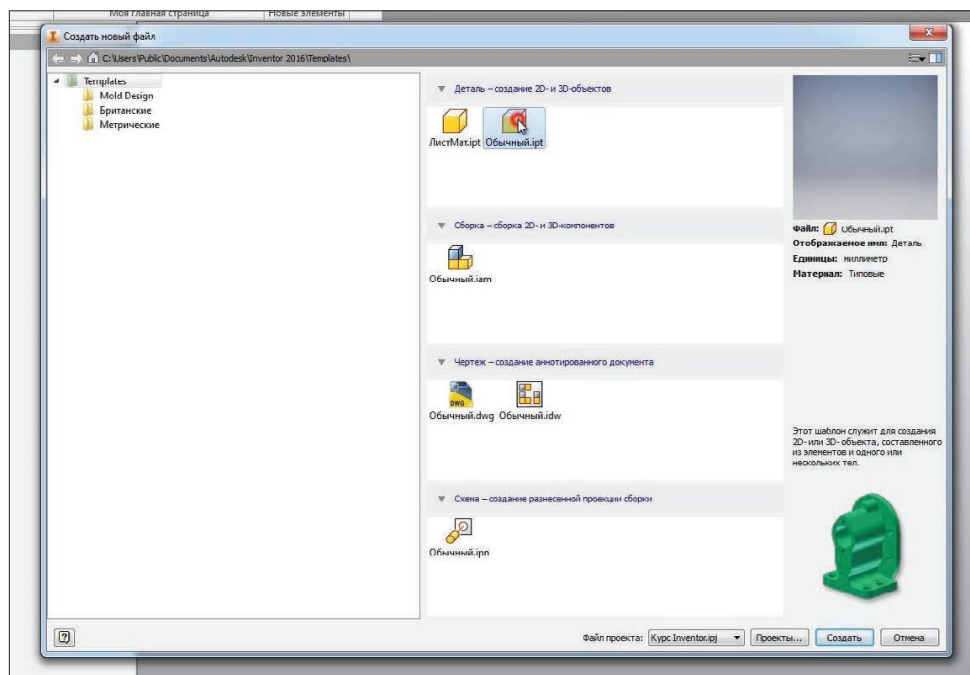 Моя главная страница
Новые элементы
Создать новый файл
C:\Users\Public\Documents\Autodesk\Inventor 2016\Templates\
Templates
Mold Design
Британские
Метрические
Деталь – создание 2D- и 3D-объектов
ЛистМат.ipt Обычный.ipt
Сборка – сборка 2D- и 3D-компонентов
Обычный.iam
Чертеж – создание аннотированного документа
DWG
Обычный.dwg Обычный.idw
Схема – создание разнесенной проекции сборки
Обычный.ipn
Файл: Обычный.ipt
Отображаемое имя: Деталь
Единицы: миллиметр
Материал: Типовые
Этот шаблон служит для создания
2D- или 3D- объекта, составленного
из элементов и одного или
нескольких тел.
Файл проекта: Курс Inventor.ipj Проекты... Создать Отмена